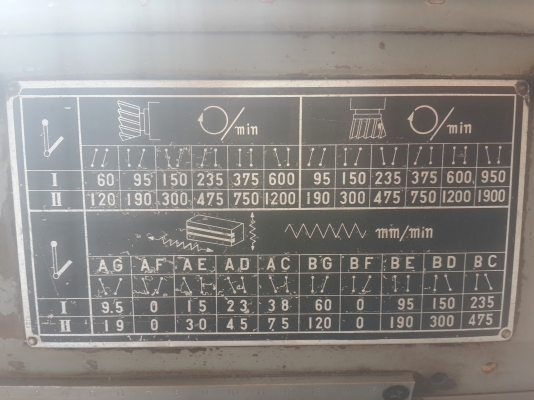 /min /min
I 60 95 150 235 375 600 95 150 235 375 600 950
II 120 190 300 475 750 1200 190 300 475 750 1200 1900
mm/min
AG AF AE AD AC BG BF BE BD BC
I 9.5 0 15 23 38 60 0 95 150 235
II 19 0 30 45 75 120 0 190 300 475